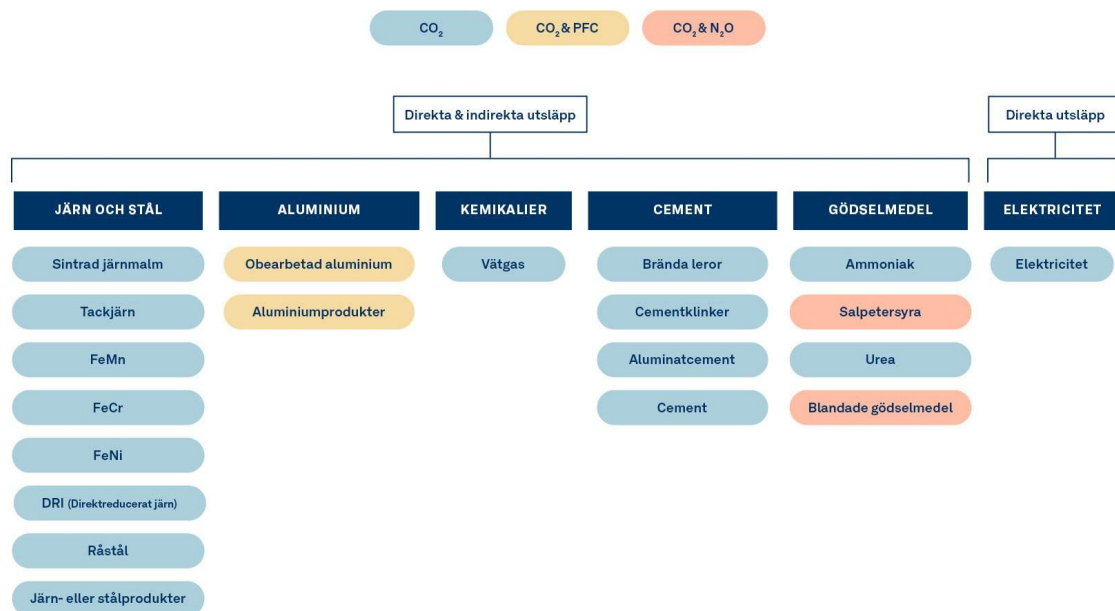 CO₂
CO₂ & PFC
CO₂ & N₂O
Direkta & indirekta utsläpp
Direkta utsläpp
JÄRN OCH STÅL
Sintrad järnmalm
Tackjärn
FeMn
FeCr
FeNi
DRI (Direktreducerat järn)
Råstål
Järn- eller stålprodukter
ALUMINIUM
Obearbetad aluminium
Aluminiumprodukter
KEMIKALIER
Vätgas
CEMENT
Brända leror
Cementklinker
Aluminatcement
Cement
GÖDSELMEDEL
Ammoniak
Salpetersyra
Urea
Blandade gödselmedel
ELEKTRICITET
Elektricitet